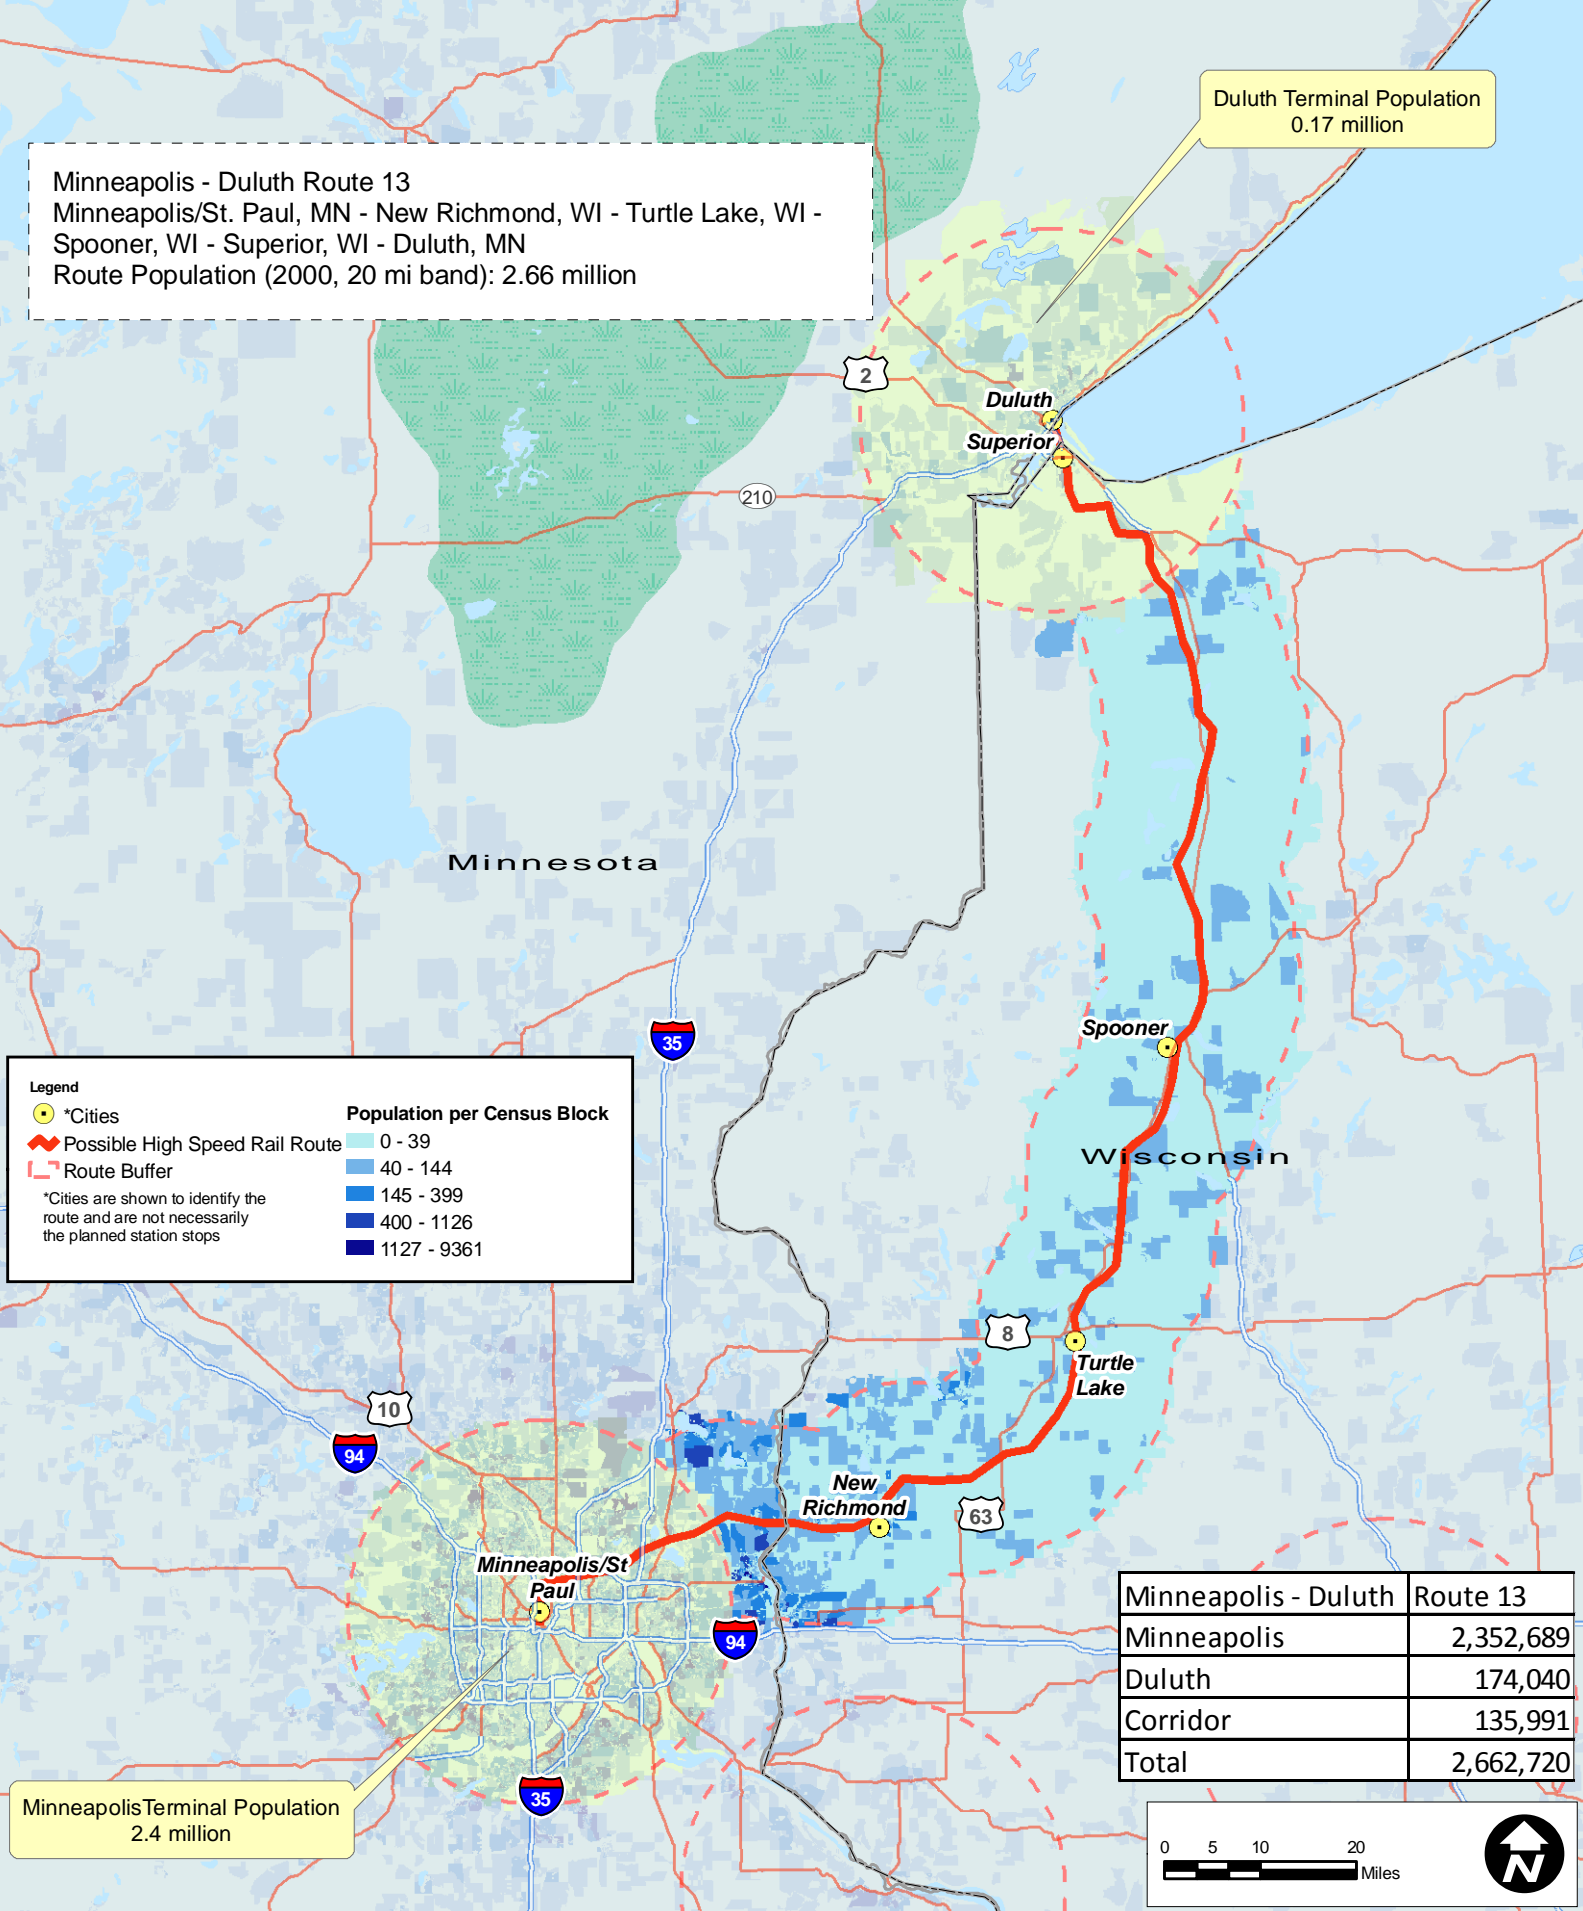 Duluth Terminal Population
0.17 million
Minneapolis - Duluth Route 13
Minneapolis/St. Paul, MN - New Richmond, WI - Turtle Lake, WI -
Spooner, WI - Superior, WI - Duluth, MN
Route Population (2000, 20 mi band): 2.66 million
2
Duluth
Superior
210
Minnesota
35
Spooner
Legend
*Cities
Possible High Speed Rail Route
Route Buffer
*Cities are shown to identify the
route and are not necessarily
the planned station stops
Population per Census Block
0 - 39
40 - 144
145 - 399
400 - 1126
1127 - 9361
Wisconsin
8
Turtle
Lake
10
94
New
Richmond
63
Minneapolis/St
Paul
94
35
MinneapolisTerminal Population
2.4 million
Minneapolis - Duluth Route 13
Minneapolis 2,352,689
Duluth 174,040
Corridor 135,991
Total 2,662,720
0 5 10 20
Miles
N